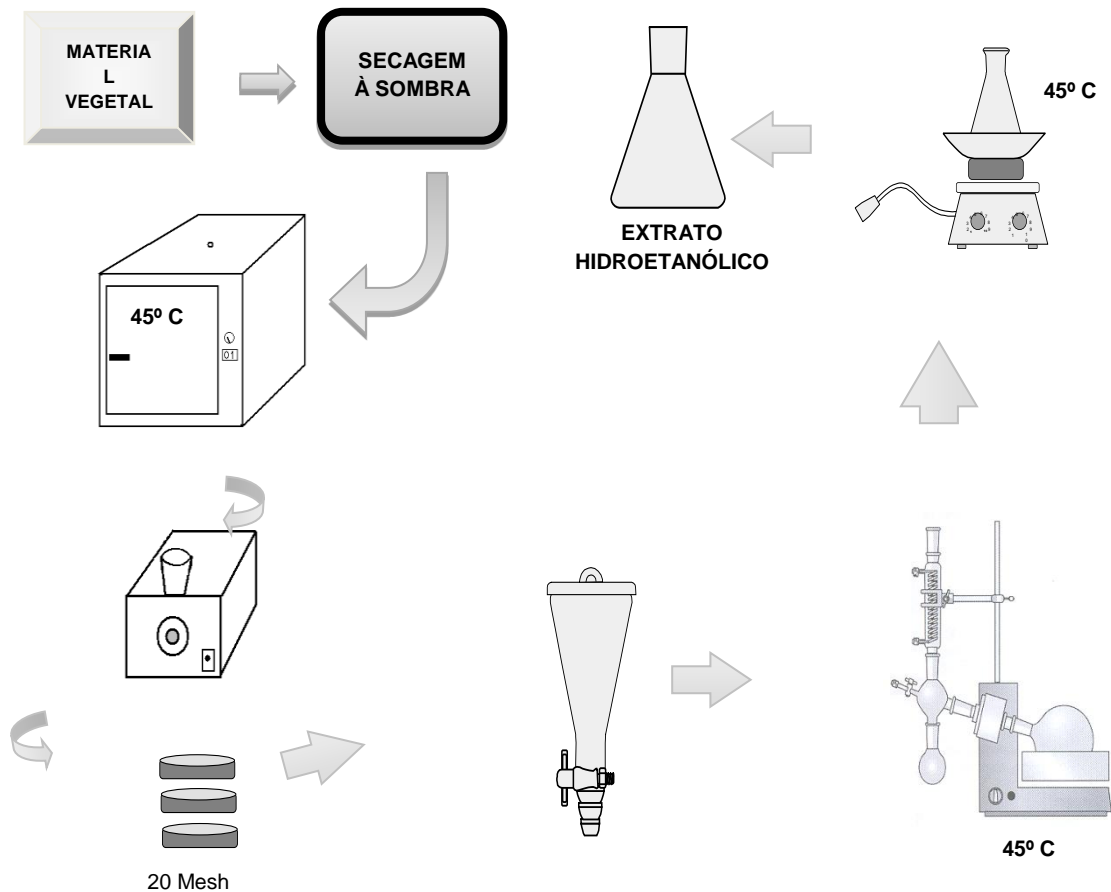 MATERIA
L
VEGETAL
SECAGEM
À SOMBRA
45º C
EXTRATO
HIDROETANÓLICO
45º C
01
20 Mesh
45º C